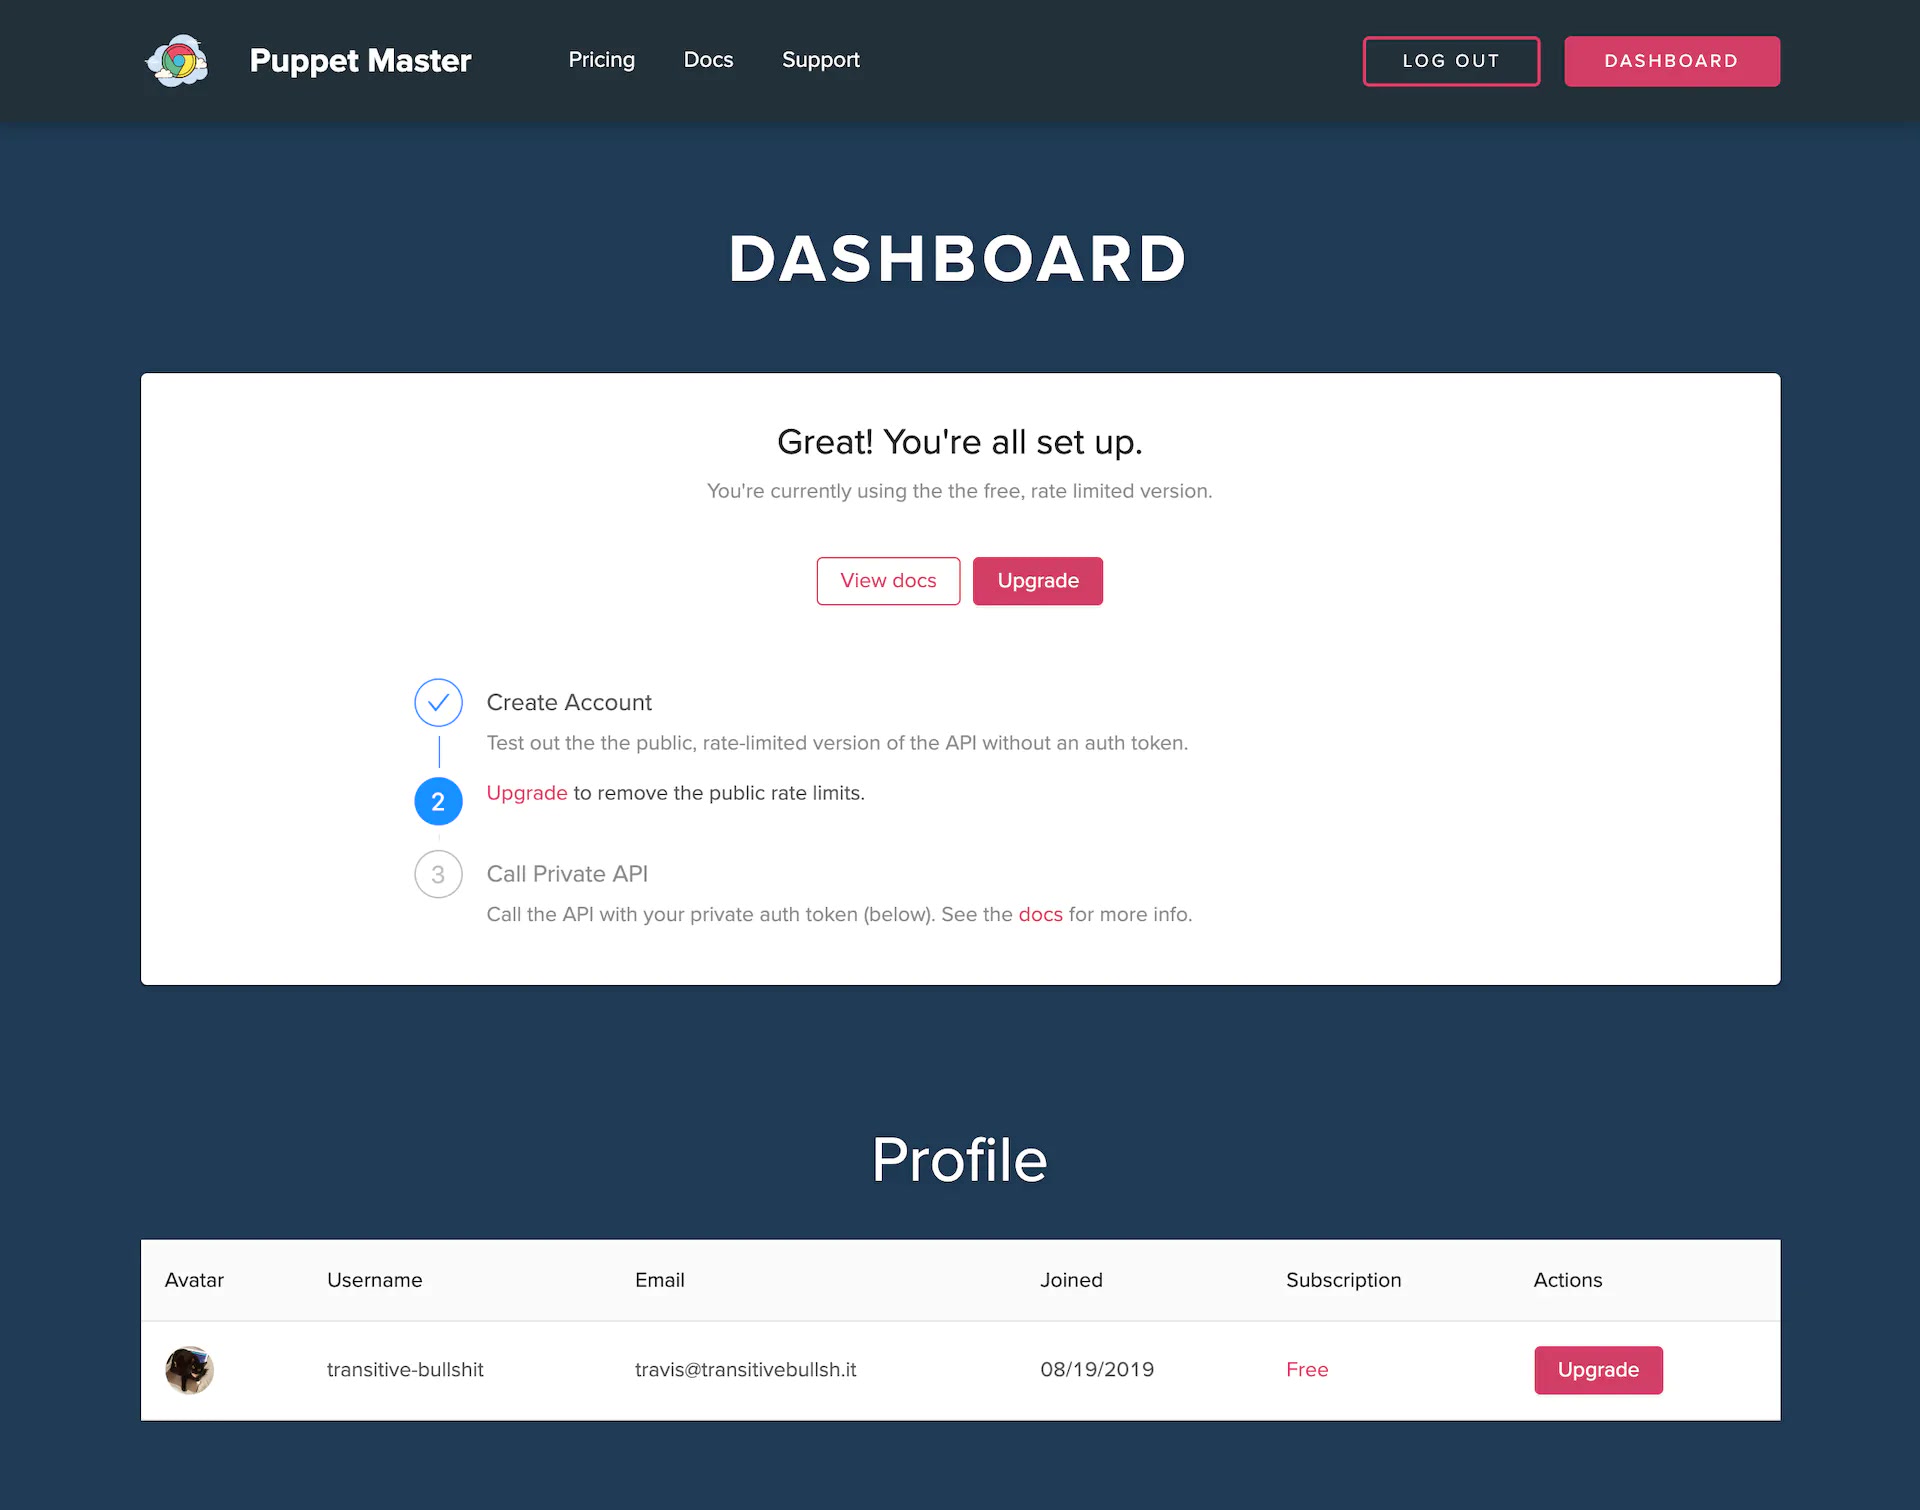 Puppet Master Pricing Docs Support LOG OUT DASHBOARD
DASHBOARD
Great! You're all set up.
You're currently using the the free, rate limited version.
View docs Upgrade
Create Account
Test out the the public, rate-limited version of the API without an auth token.
2 Upgrade to remove the public rate limits.
3 Call Private API
Call the API with your private auth token (below). See the docs for more info.
Profile
Avatar Username Email Joined Subscription Actions
transitive-bullshit travis@transitivebullsh.it 08/19/2019 Free Upgrade